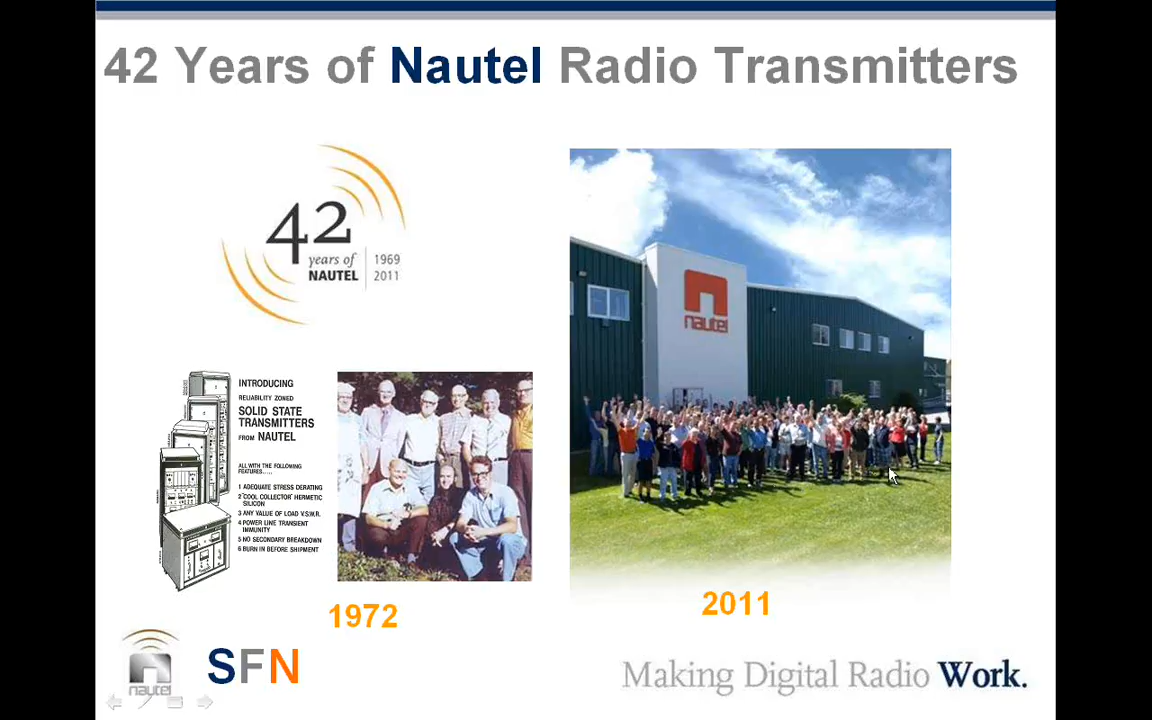 42 Years of Nautel Radio Transmitters
42
years of
NAUTEL
1969
2011
nautel
INTRODUCING
RELIABILITY ZONED
SOLID STATE
TRANSMITTERS
FROM NAUTEL
ALL WITH THE FOLLOWING
FEATURES.....
1 ADEQUATE STRESS DERATING
2 "COOL COLLECTOR" HERMETIC
SILICON
3 ANY VALUE OF LOAD V.S.W.R.
4 POWER LINE TRANSIENT
IMMUNITY
5 NO SECONDARY BREAKDOWN
6 BURN IN BEFORE SHIPMENT
1972
2011
nautel
SFN
Making Digital Radio Work.